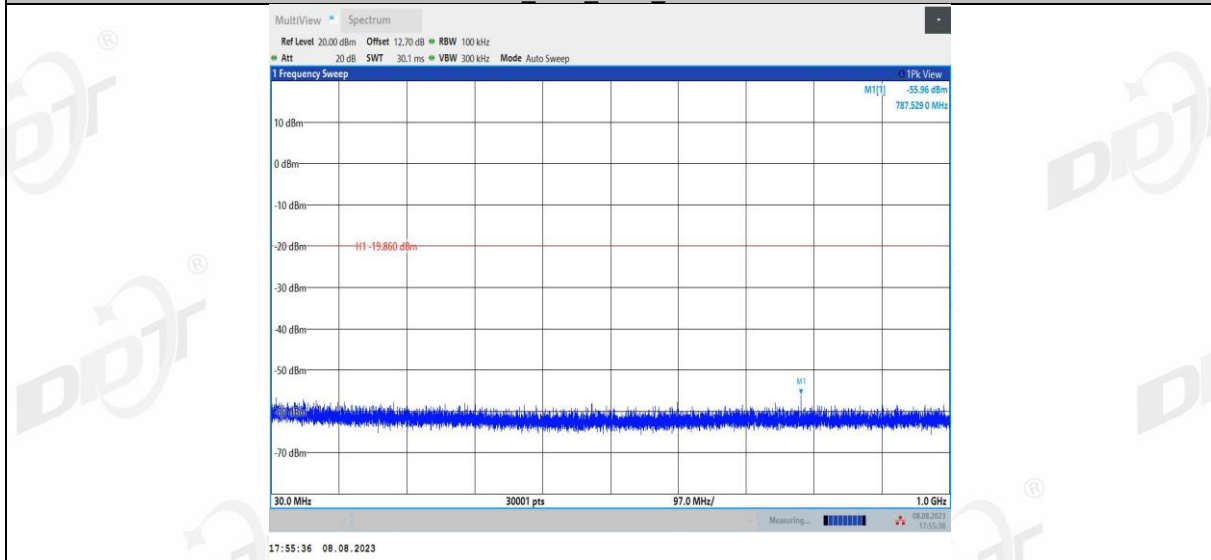 MultiView Spectrum
Ref Level 20.00 dBm Offset 12.70 dB RBW 100 kHz
Att 20 dB SWT 30.1 ms VBW 300 kHz Mode Auto Sweep
1 Frequency Sweep 1Pk View
M1[1] -55.96 dBm
787.529 0 MHz
10 dBm
0 dBm
-10 dBm
-20 dBm H1 -19.860 dBm
-30 dBm
-40 dBm
-50 dBm
M1
-70 dBm
30.0 MHz 30001 pts 97.0 MHz/ 1.0 GHz
Measuring... 08.08.2023
17:55:36
17:55:36 08.08.2023
DDT ®
DDT
DDT ®